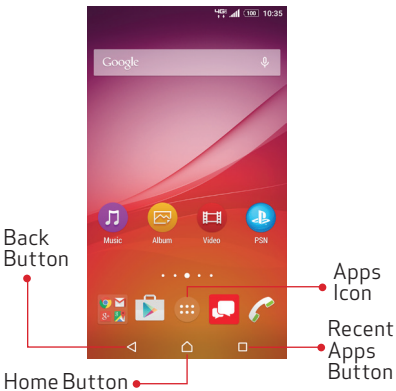 4G 100 10:35
Google
Music Album Video PSN
Back
Button
Apps
Icon
Recent
Apps
Button
Home Button